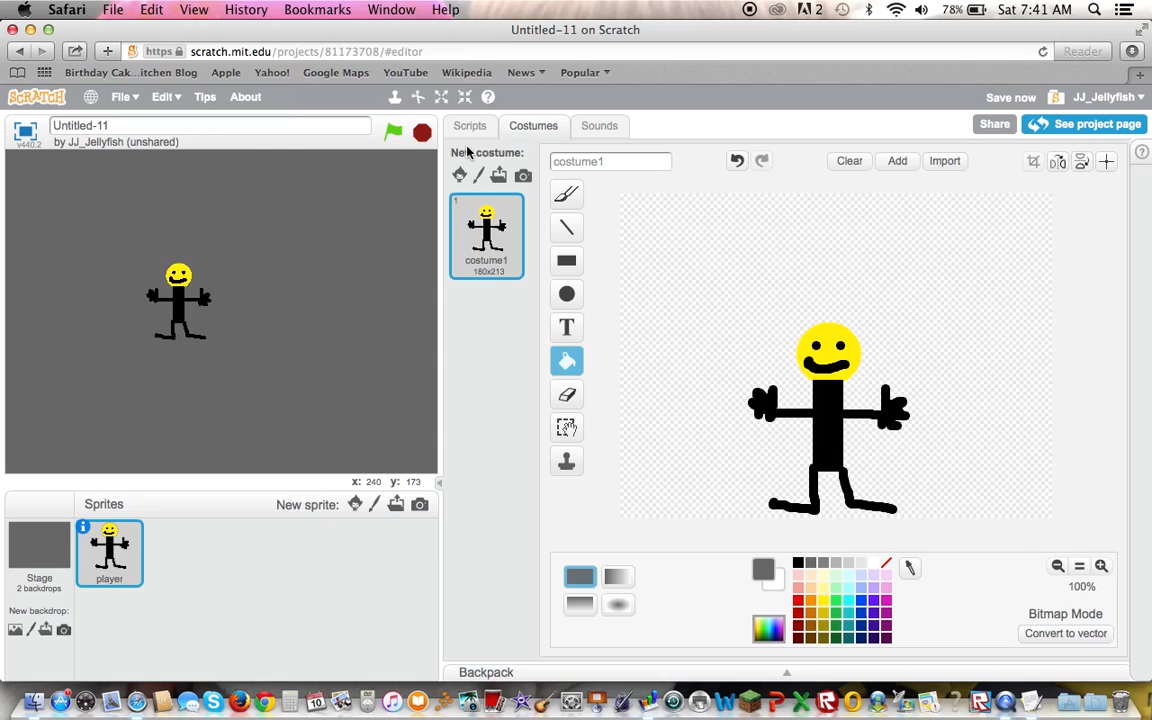 Safari File Edit View History Bookmarks Window Help 2 78% Sat 7:41 AM
Untitled-11 on Scratch
https scratch.mit.edu/projects/81173708/#editor Reader
Birthday Cak...itchen Blog Apple Yahoo! Google Maps YouTube Wikipedia News Popular
SCRATCH File Edit Tips About Save now JJ_Jellyfish
Untitled-11
by JJ_Jellyfish (unshared)
v440.2
Scripts Costumes Sounds Share See project page
New costume:
costume1 Clear Add Import
1
costume1
180x213
T
x: 240 y: 173
Sprites New sprite:
Stage
2 backdrops
player
New backdrop:
100%
Bitmap Mode
Convert to vector
Backpack